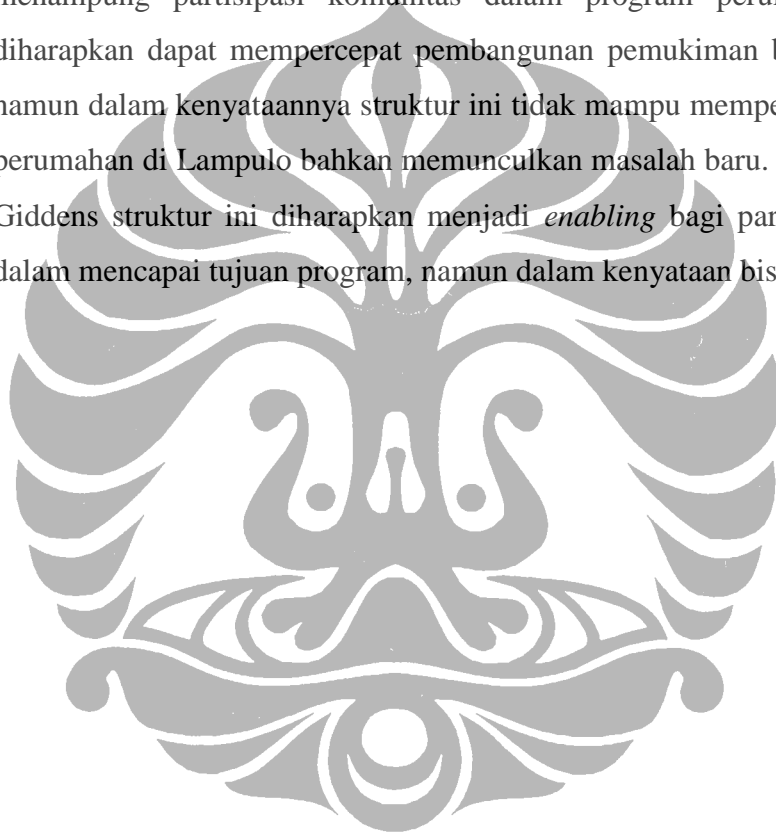 menampung partisipasi komunitas dalam program
diharapkan dapat mempercepat pembangunan pemukiman
namun dalam kenyataannya struktur ini tidak mampu
perumahan di Lampulo bahkan memunculkan masalah baru.
Giddens struktur ini diharapkan menjadi enabling bagi
dalam mencapai tujuan program, namun dalam kenyataan